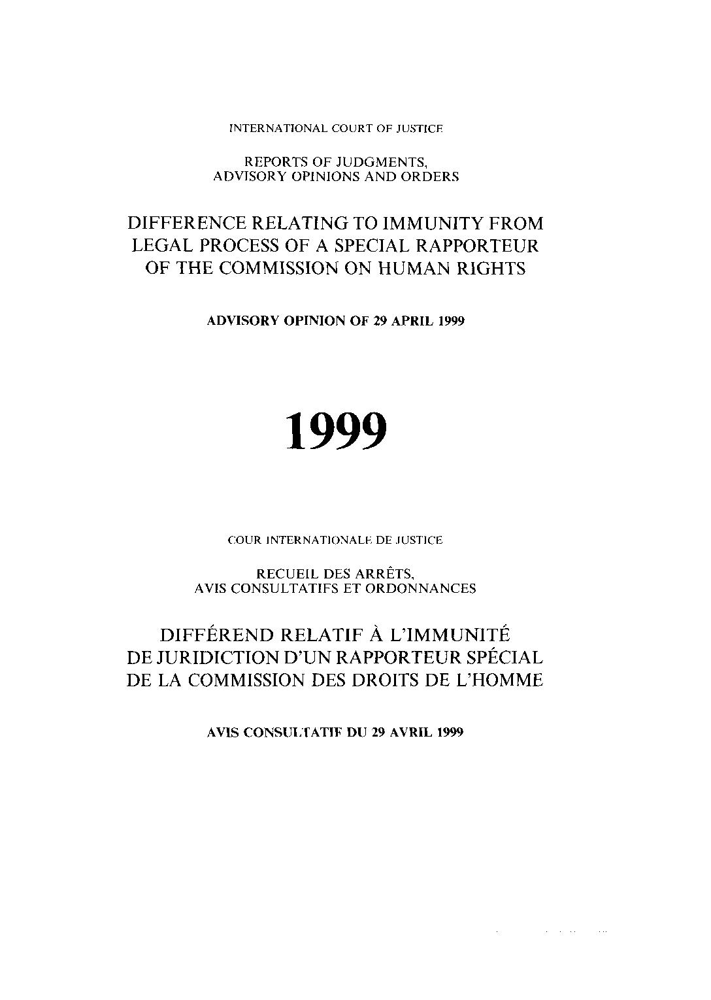 INTERNATIONAL COURT OF JUSTICE
REPORTS OF JUDGMENTS,
ADVISORY OPINIONS AND ORDERS
DIFFERENCE RELATING TO IMMUNITY FROM
LEGAL PROCESS OF A SPECIAL RAPPORTEUR
OF THE COMMISSION ON HUMAN RIGHTS
ADVISORY OPINION OF 29 APRIL 1999
1999
COUR INTERNATIONALE DE JUSTICE
RECUEIL DES ARRÊTS,
AVIS CONSULTATIFS ET ORDONNANCES
DIFFÉREND RELATIF À L'IMMUNITÉ
DE JURIDICTION D'UN RAPPORTEUR SPÉCIAL
DE LA COMMISSION DES DROITS DE L'HOMME
AVIS CONSULTATIF DU 29 AVRIL 1999